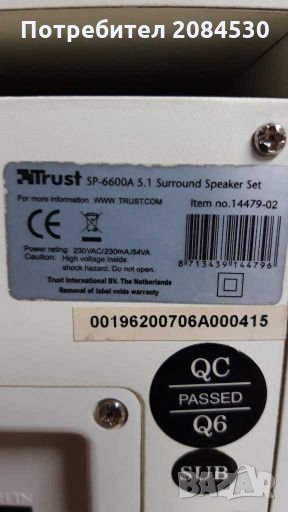 Потребител 2084530
Trust SP-6600A 5.1 Surround Speaker Set
For more information WWW.TRUST.COM
Item no.14479-02
CE
Power rating: 230VAC/230mA/54VA
Caution: High voltage inside.
shock hazard. Do not open.
Trust International BV. The Netherlands
Removal of label voids warranty
8 713439 144796
00196200706A000415
QC
PASSED
Q6
SUB
BAZAR